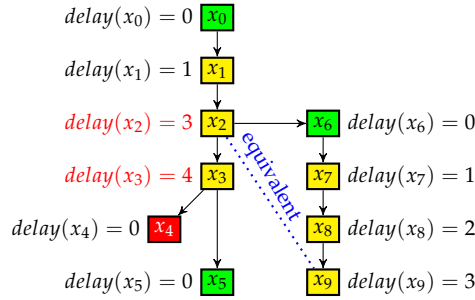 delay(x₀) = 0 x₀
delay(x₁) = 1 x₁
delay(x₂) = 3 x₂ x₆ delay(x₆) = 0
equivalent
delay(x₃) = 4 x₃ x₇ delay(x₇) = 1
delay(x₄) = 0 x₄ x₈ delay(x₈) = 2
delay(x₅) = 0 x₅ x₉ delay(x₉) = 3